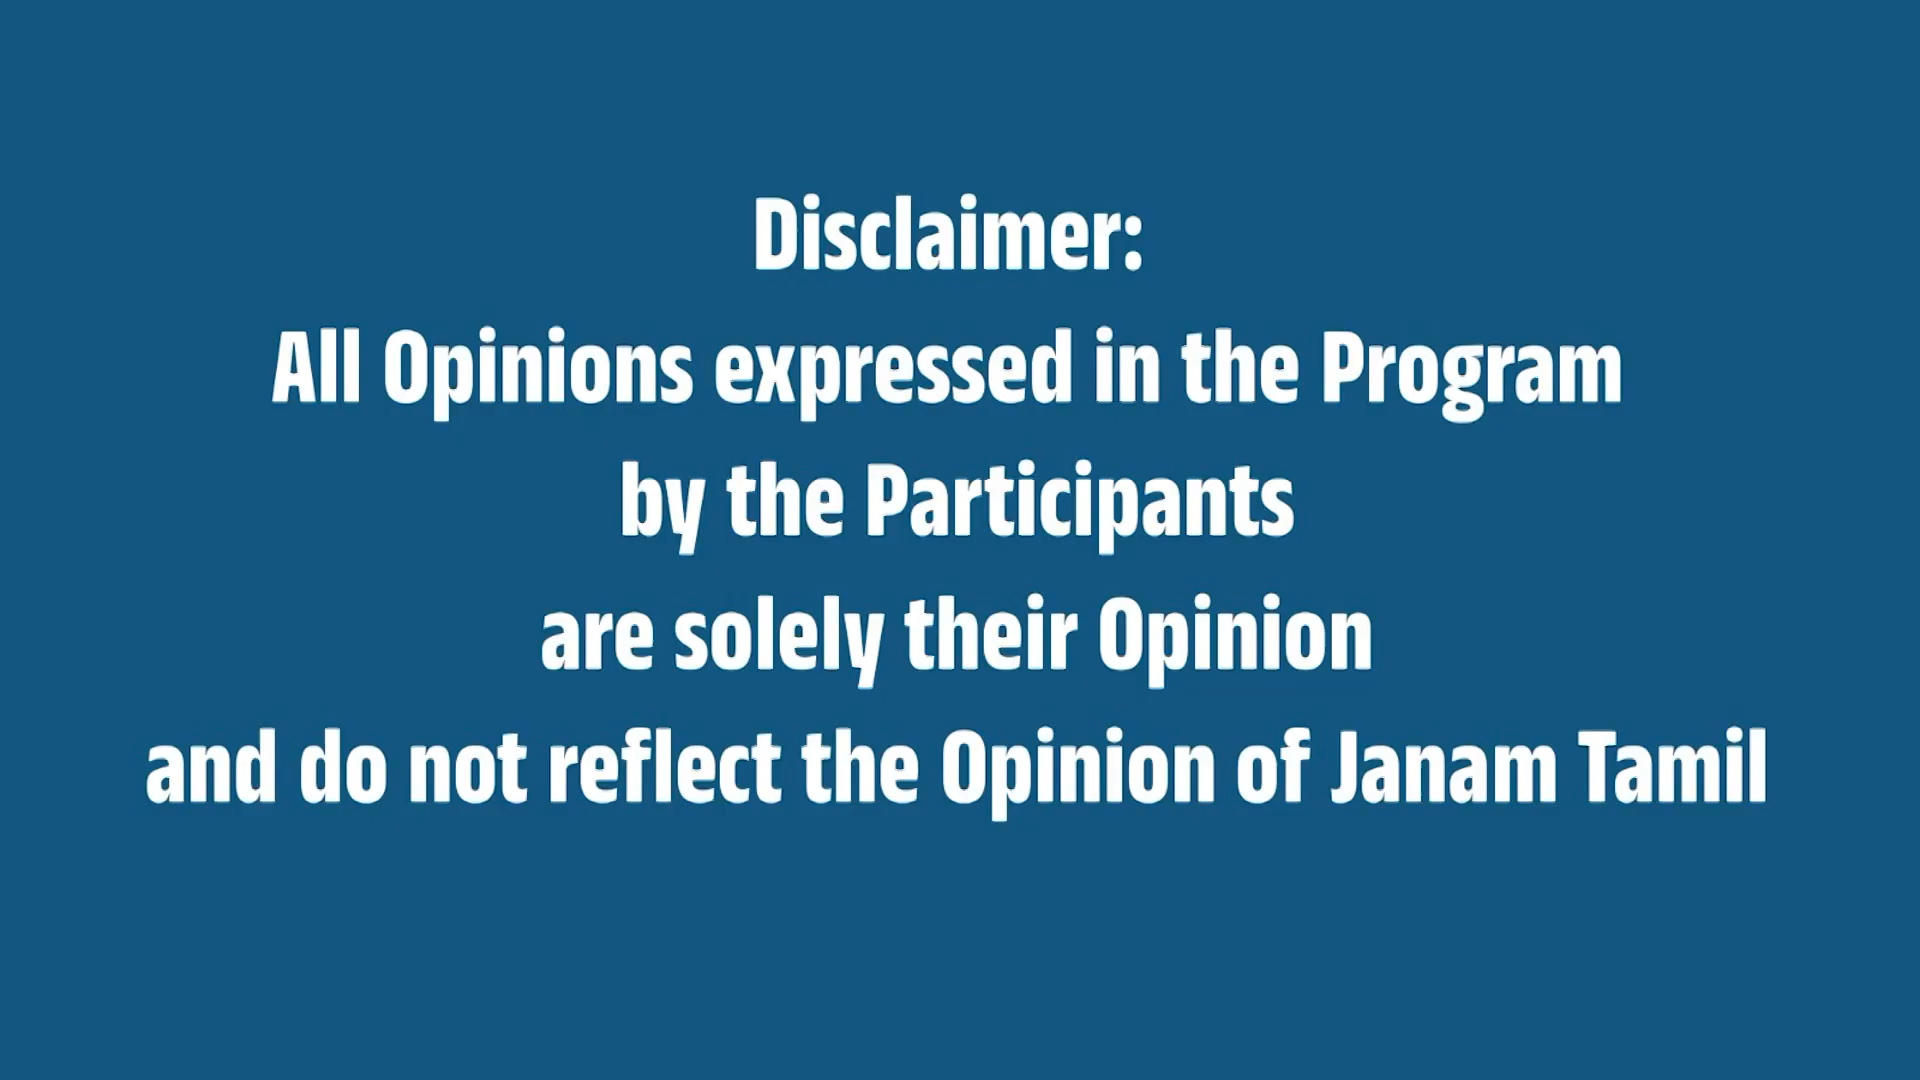 Disclaimer:
All Opinions expressed in the Program
by the Participants
are solely their Opinion
and do not reflect the Opinion of Janam Tamil